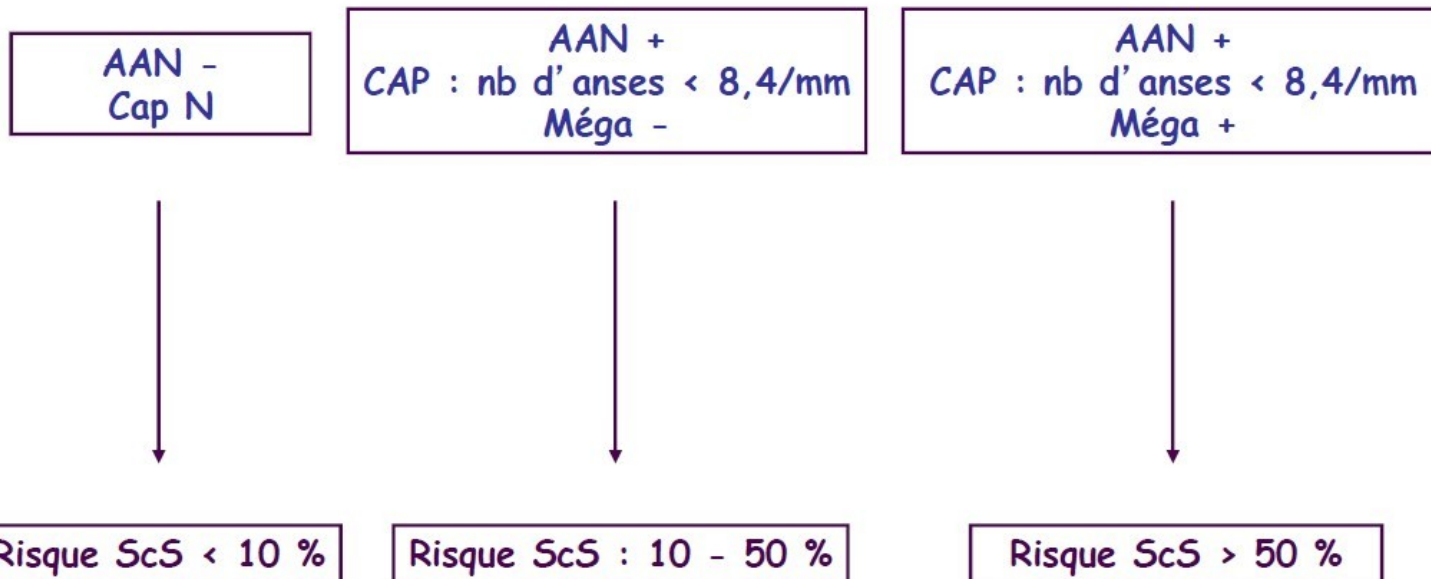 AAN -
Cap N
AAN +
CAP : nb d'anses < 8,4/mm
Méga -
AAN +
CAP : nb d'anses < 8,4/mm
Méga +
Risque ScS < 10 %
Risque ScS : 10 - 50 %
Risque ScS > 50 %